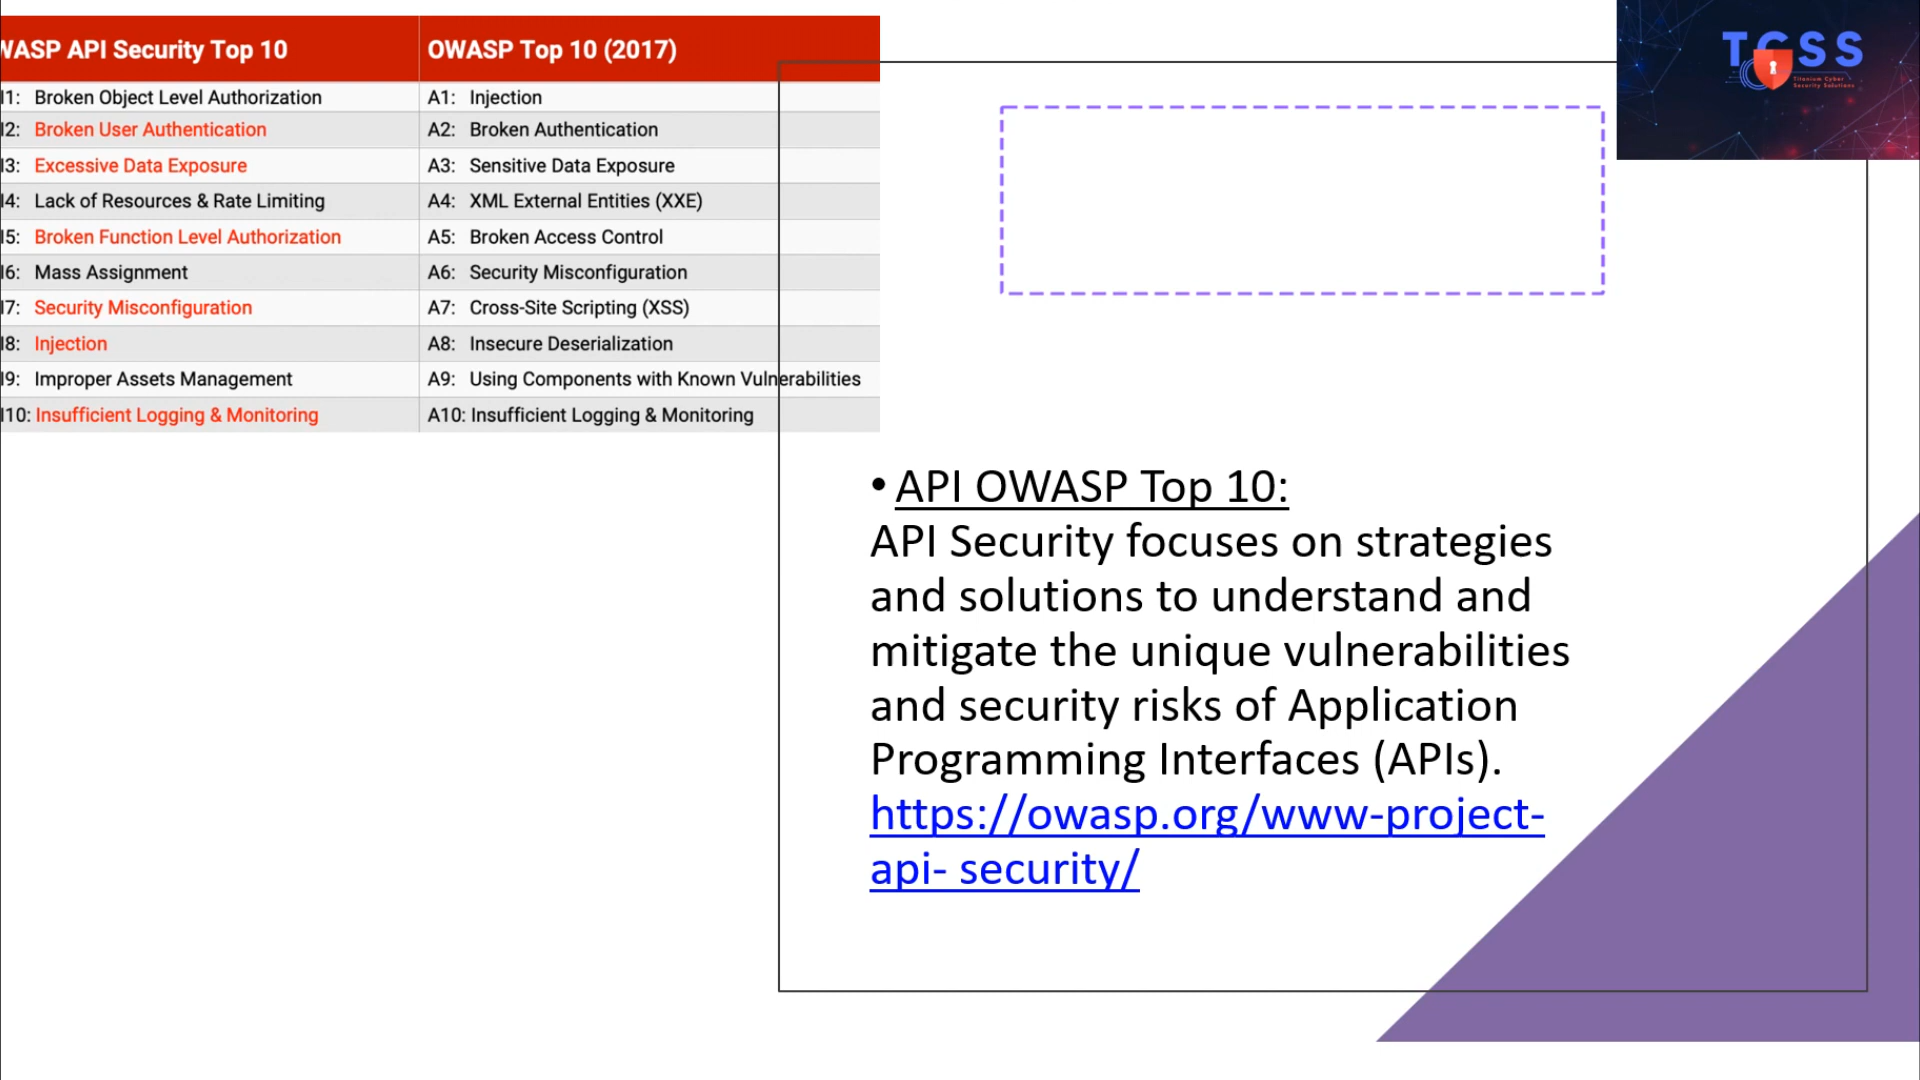 WASP API Security Top 10 OWASP Top 10 (2017)
I1: Broken Object Level Authorization A1: Injection
I2: Broken User Authentication A2: Broken Authentication
I3: Excessive Data Exposure A3: Sensitive Data Exposure
I4: Lack of Resources & Rate Limiting A4: XML External Entities (XXE)
I5: Broken Function Level Authorization A5: Broken Access Control
I6: Mass Assignment A6: Security Misconfiguration
I7: Security Misconfiguration A7: Cross-Site Scripting (XSS)
I8: Injection A8: Insecure Deserialization
I9: Improper Assets Management A9: Using Components with Known Vulnerabilities
I10: Insufficient Logging & Monitoring A10: Insufficient Logging & Monitoring
TCSS
Titanium Cyber
Security Solutions
• API OWASP Top 10:
API Security focuses on strategies
and solutions to understand and
mitigate the unique vulnerabilities
and security risks of Application
Programming Interfaces (APIs).
https://owasp.org/www-project-
api- security/